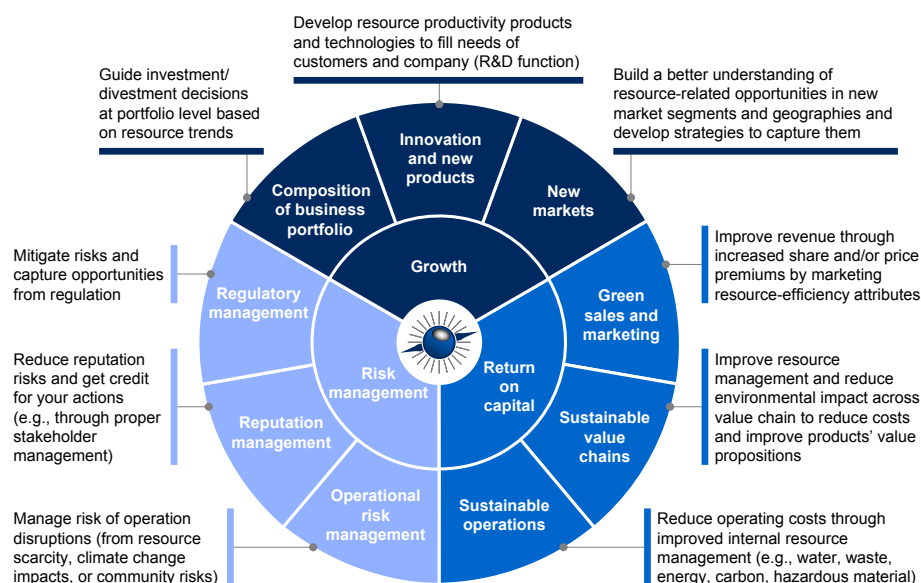 Develop resource productivity products
and technologies to fill needs of
customers and company (R&D function)
Guide investment/
divestment decisions
at portfolio level based
on resource trends
Build a better understanding of
resource-related opportunities in new
market segments and geographies and
develop strategies to capture them
Innovation
and new
products
Composition
of business
portfolio
New
markets
Growth
Mitigate risks and
capture opportunities
from regulation
Regulatory
management
Green
sales and
marketing
Improve revenue through
increased share and/or price
premiums by marketing
resource-efficiency attributes
Reduce reputation
risks and get credit
for your actions
(e.g., through proper
stakeholder
management)
Risk
management
Return
on
capital
Improve resource
management and reduce
environmental impact across
value chain to reduce costs
and improve products’ value
propositions
Reputation
management
Sustainable
value
chains
Manage risk of operation
disruptions (from resource
scarcity, climate change
impacts, or community risks)
Operational
risk
management
Sustainable
operations
Reduce operating costs through
improved internal resource
management (e.g., water, waste,
energy, carbon, hazardous material)